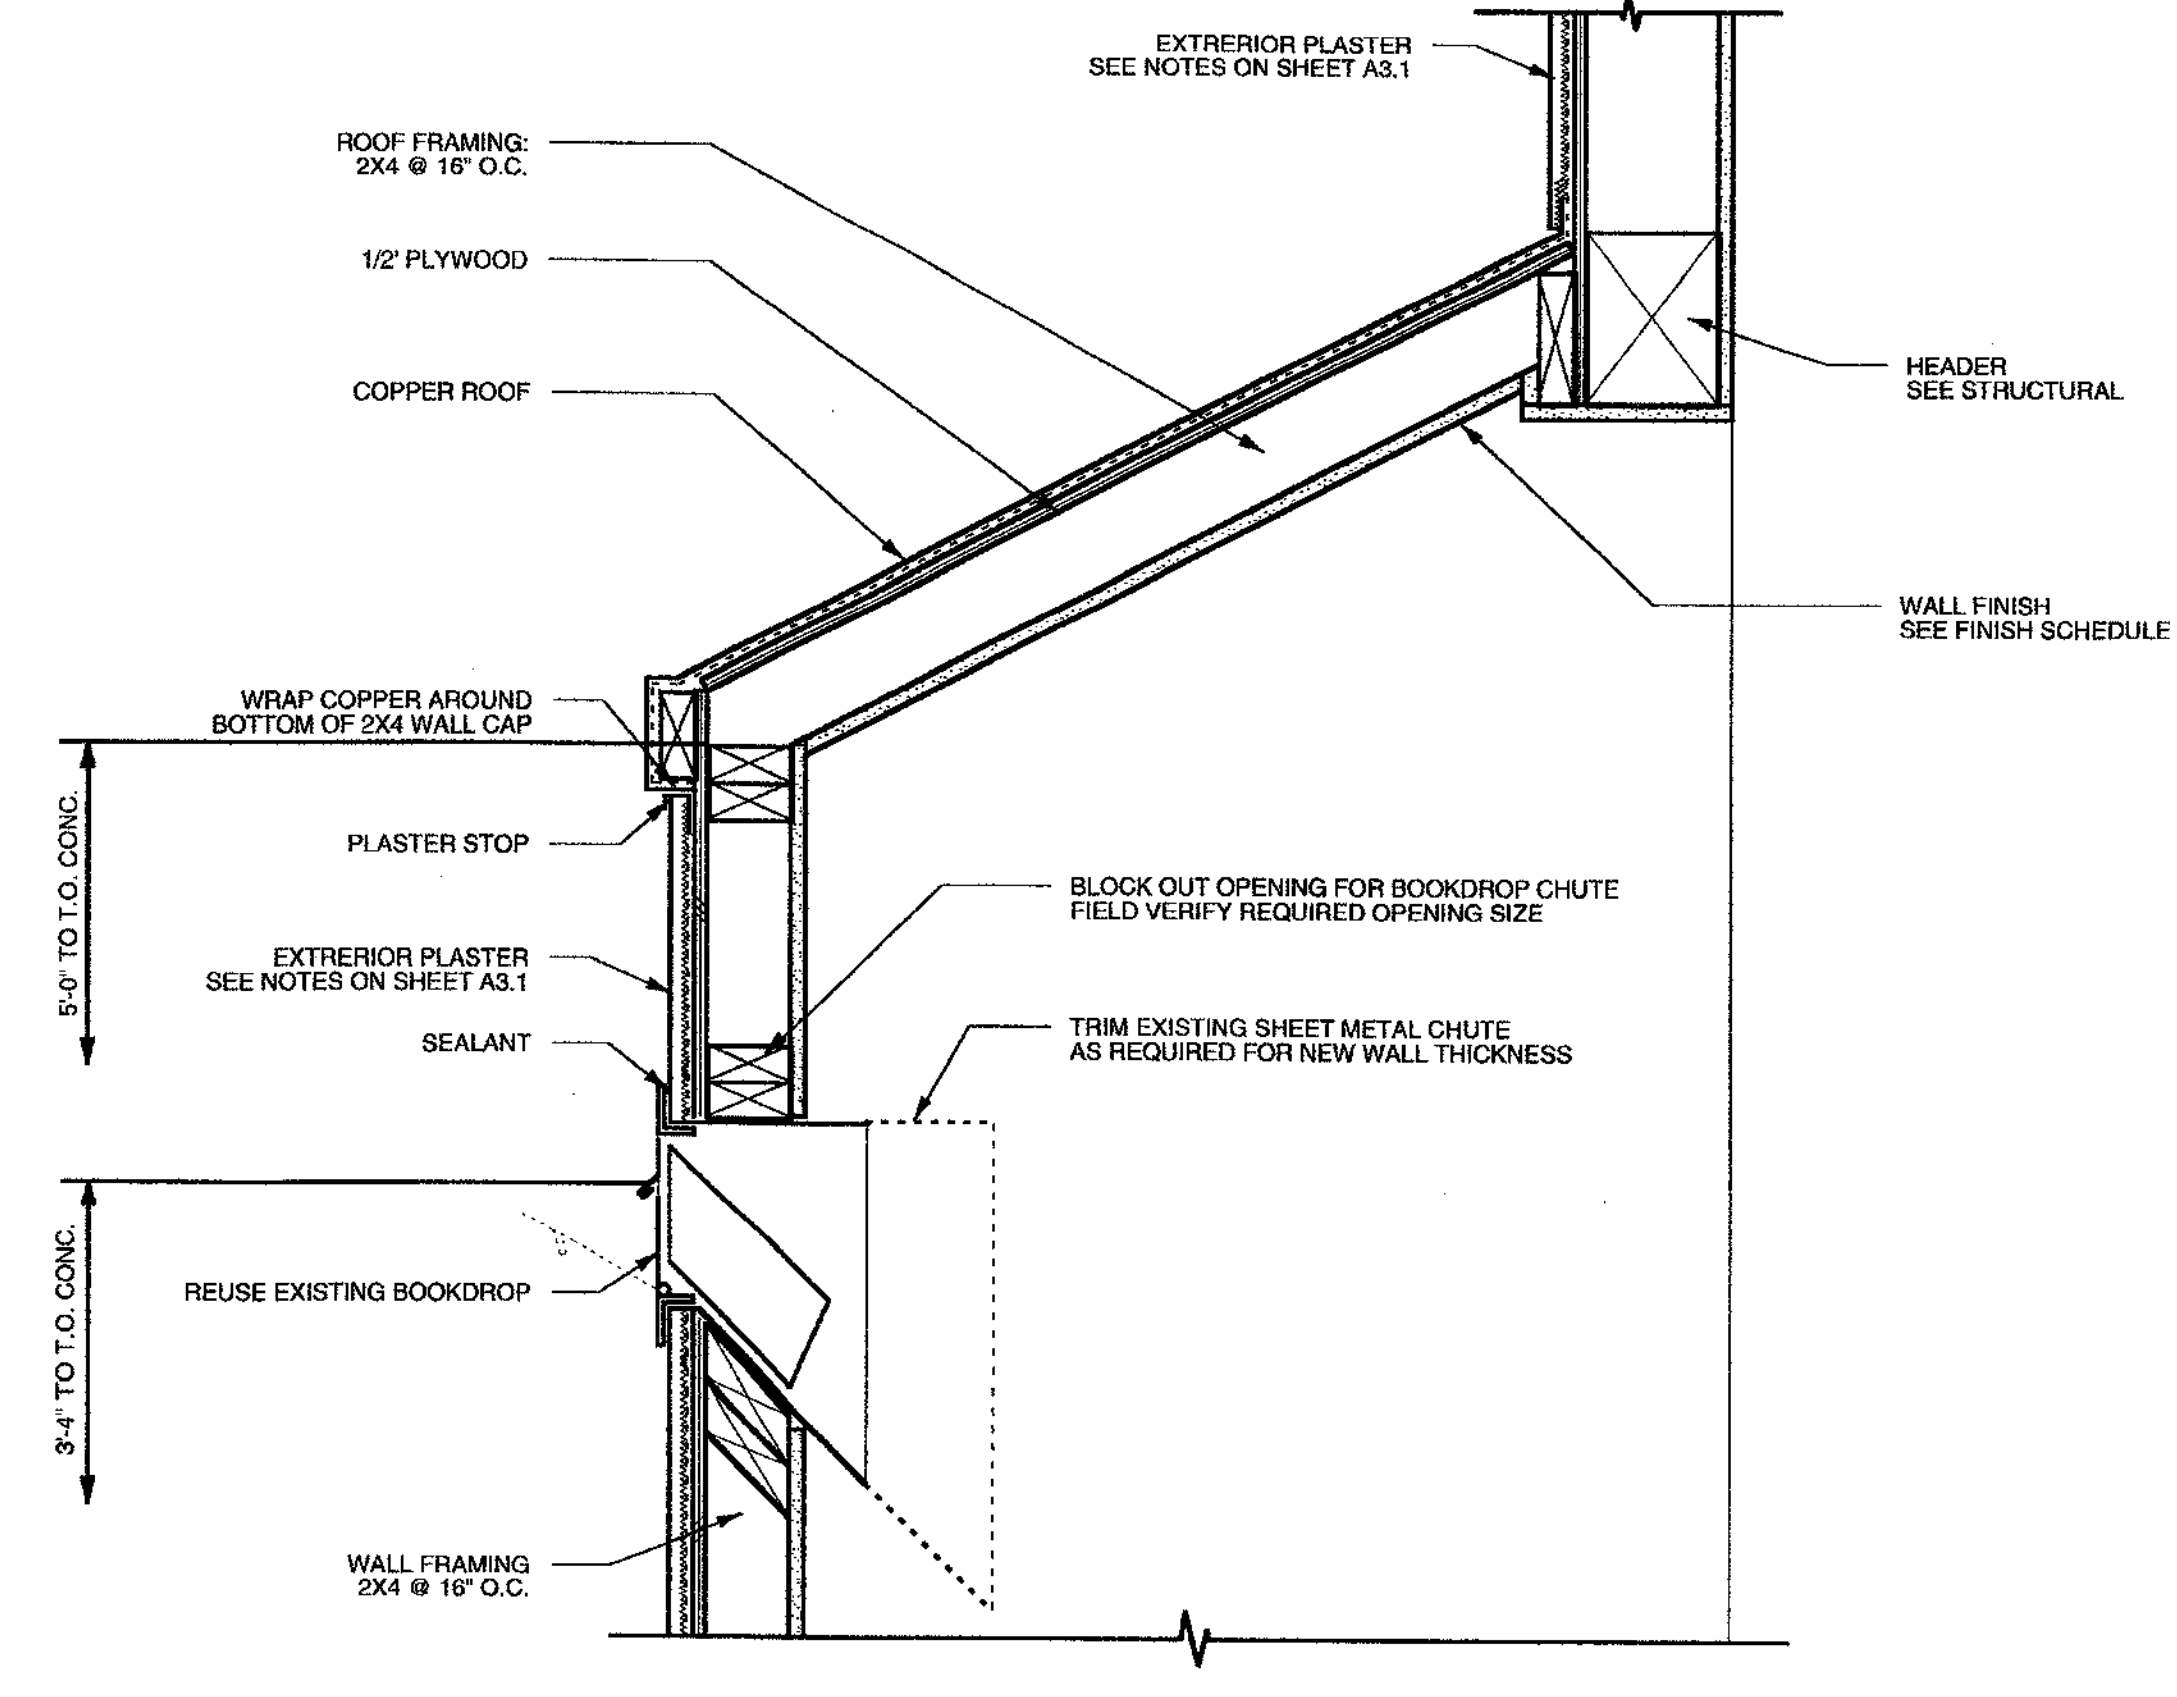 EXTRERIOR PLASTER
SEE NOTES ON SHEET A3.1
ROOF FRAMING:
2X4 @ 16" O.C.
1/2' PLYWOOD
COPPER ROOF
HEADER
SEE STRUCTURAL
WALL FINISH
SEE FINISH SCHEDULE
WRAP COPPER AROUND
BOTTOM OF 2X4 WALL CAP
5'-0" TO T.O. CONC.
PLASTER STOP
BLOCK OUT OPENING FOR BOOKDROP CHUTE
FIELD VERIFY REQUIRED OPENING SIZE
EXTRERIOR PLASTER
SEE NOTES ON SHEET A3.1
SEALANT
TRIM EXISTING SHEET METAL CHUTE
AS REQUIRED FOR NEW WALL THICKNESS
3'-4" TO T.O. CONC.
REUSE EXISTING BOOKDROP
WALL FRAMING
2X4 @ 16" O.C.